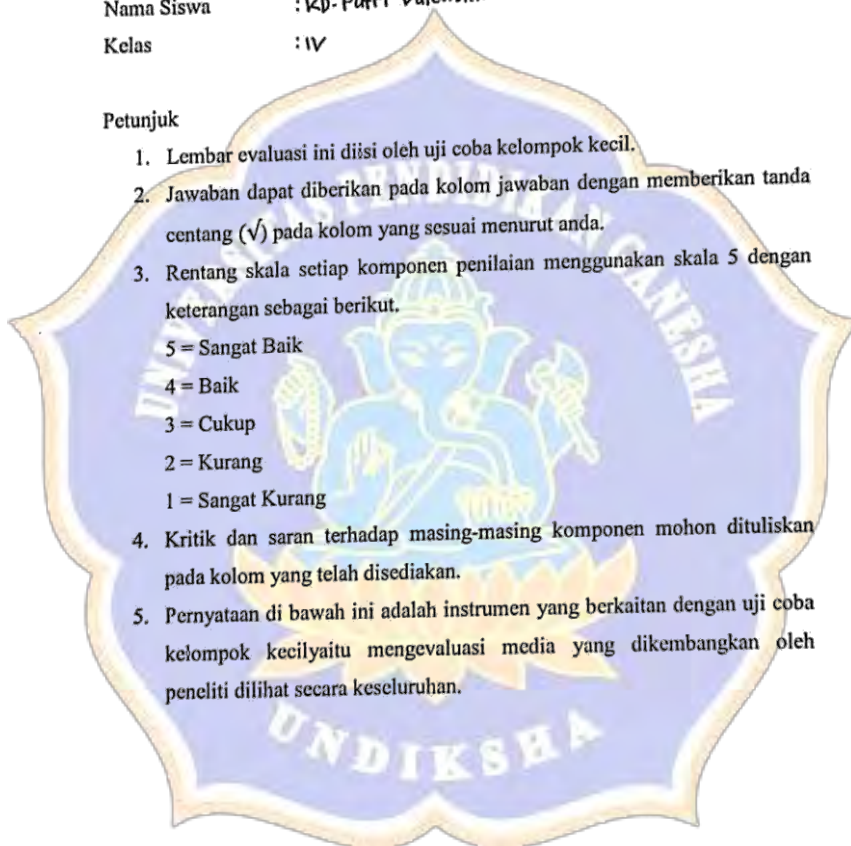 Nama Siswa : KD. Putri
Kelas : IV
Petunjuk
1. Lembar evaluasi ini diisi oleh uji coba kelompok kecil.
2. Jawaban dapat diberikan pada kolom jawaban dengan memberikan tanda
centang (√) pada kolom yang sesuai menurut anda.
3. Rentang skala setiap komponen penilaian menggunakan skala 5 dengan
keterangan sebagai berikut.
5 = Sangat Baik
4 = Baik
3 = Cukup
2 = Kurang
1 = Sangat Kurang
4. Kritik dan saran terhadap masing-masing komponen mohon dituliskan
pada kolom yang telah disediakan.
5. Pernyataan di bawah ini adalah instrumen yang berkaitan dengan uji coba
kelompok kecilyaitu mengevaluasi media yang dikembangkan oleh
peneliti dilihat secara keseluruhan.
UNIVERSITAS PENDIDIKAN GANESHA
UNDIKSHA